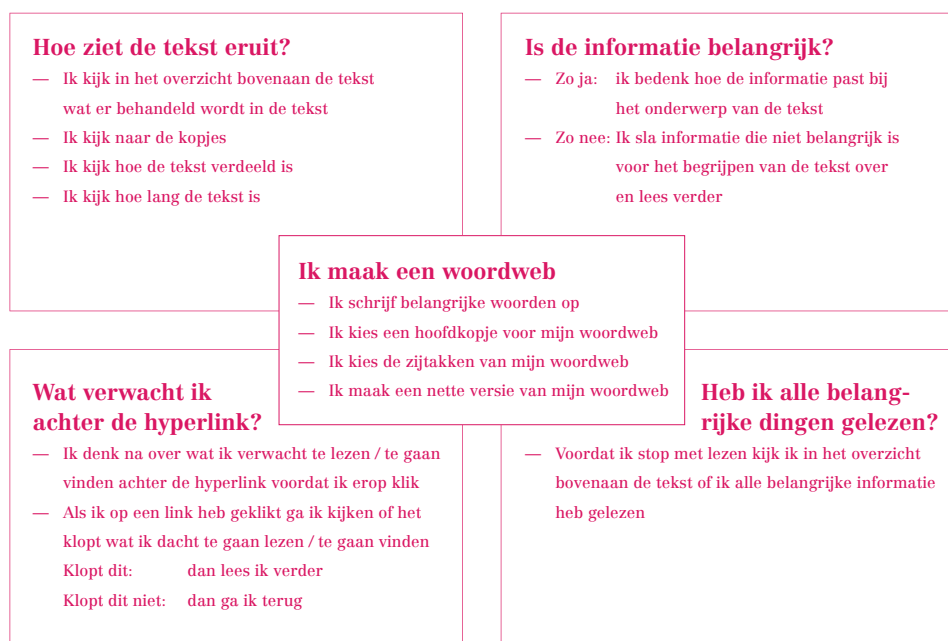 Hoe ziet de tekst eruit?
— Ik kijk in het overzicht bovenaan de tekst
wat er behandeld wordt in de tekst
— Ik kijk naar de kopjes
— Ik kijk hoe de tekst verdeeld is
— Ik kijk hoe lang de tekst is
Is de informatie belangrijk?
— Zo ja: ik bedenk hoe de informatie past bij
het onderwerp van de tekst
— Zo nee: Ik sla informatie die niet belangrijk is
voor het begrijpen van de tekst over
en lees verder
Ik maak een woordweb
— Ik schrijf belangrijke woorden op
— Ik kies een hoofdkopje voor mijn woordweb
— Ik kies de zijtakken van mijn woordweb
— Ik maak een nette versie van mijn woordweb
Wat verwacht ik
achter de hyperlink?
— Ik denk na over wat ik verwacht te lezen / te gaan
vinden achter de hyperlink voordat ik erop klik
— Als ik op een link heb geklikt ga ik kijken of het
klopt wat ik dacht te gaan lezen / te gaan vinden
Klopt dit: dan lees ik verder
Klopt dit niet: dan ga ik terug
Heb ik alle belang-
rijke dingen gelezen?
— Voordat ik stop met lezen kijk ik in het overzicht
bovenaan de tekst of ik alle belangrijke informatie
heb gelezen